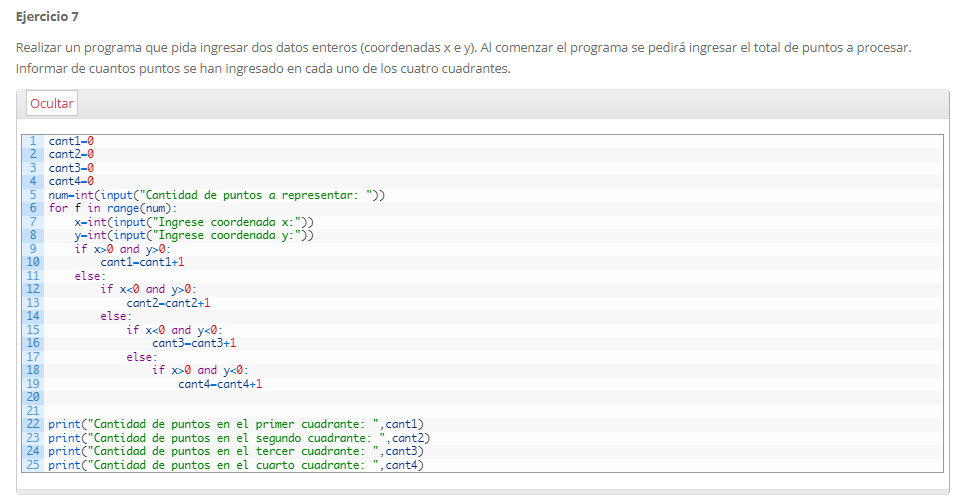 Ejercicio 7
Realizar un programa que pida ingresar dos datos enteros (coordenadas x e y). Al comenzar el programa se pedirá ingresar el total de puntos a procesar.
Informar de cuantos puntos se han ingresado en cada uno de los cuatro cuadrantes.
Ocultar
1 cant1=0
2 cant2=0
3 cant3=0
4 cant4=0
5 num=int(input("Cantidad de puntos a representar: "))
6 for f in range(num):
7     x=int(input("Ingrese coordenada x:"))
8     y=int(input("Ingrese coordenada y:"))
9     if x>0 and y>0:
10         cant1=cant1+1
11     else:
12         if x<0 and y>0:
13             cant2=cant2+1
14         else:
15             if x<0 and y<0:
16                 cant3=cant3+1
17             else:
18                 if x>0 and y<0:
19                     cant4=cant4+1
20
21
22 print("Cantidad de puntos en el primer cuadrante: ",cant1)
23 print("Cantidad de puntos en el segundo cuadrante: ",cant2)
24 print("Cantidad de puntos en el tercer cuadrante: ",cant3)
25 print("Cantidad de puntos en el cuarto cuadrante: ",cant4)